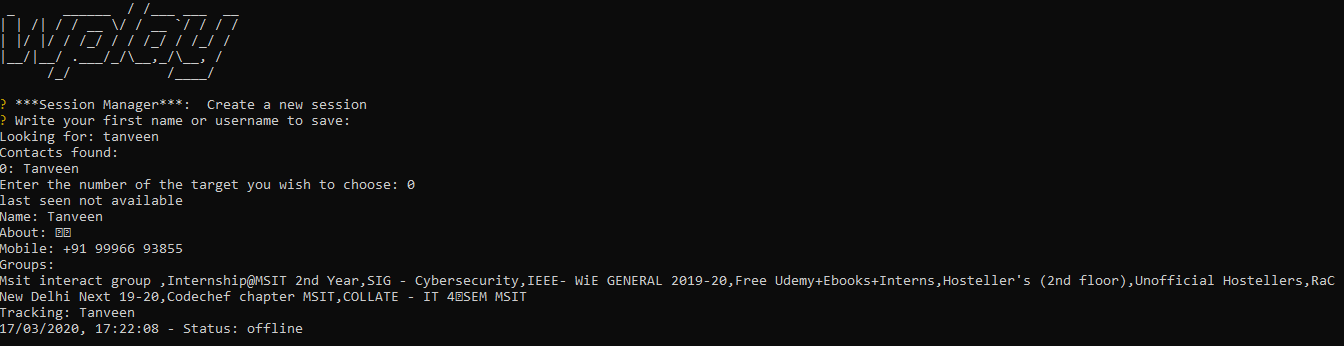 wplay
? ***Session Manager***:  Create a new session
? Write your first name or username to save:
Looking for: tanveen
Contacts found:
0: Tanveen
Enter the number of the target you wish to choose: 0
last seen not available
Name: Tanveen
About: 
Mobile: +91 99966 93855
Groups:
Msit interact group ,Internship@MSIT 2nd Year,SIG - Cybersecurity,IEEE- WiE GENERAL 2019-20,Free Udemy+Ebooks+Interns,Hosteller's (2nd floor),Unofficial Hostellers,RaC
New Delhi Next 19-20,Codechef chapter MSIT,COLLATE - IT 4⍰SEM MSIT
Tracking: Tanveen
17/03/2020, 17:22:08 - Status: offline